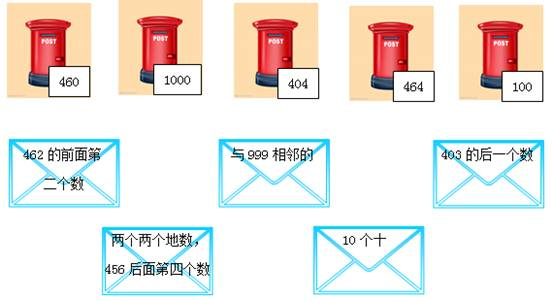 POST
POST
POST
POST
POST
460
1000
404
464
100
462 的前面第
二个数
与 999 相邻的
403 的后一个数
两个两个地数，
456 后面第四个数
10 个十